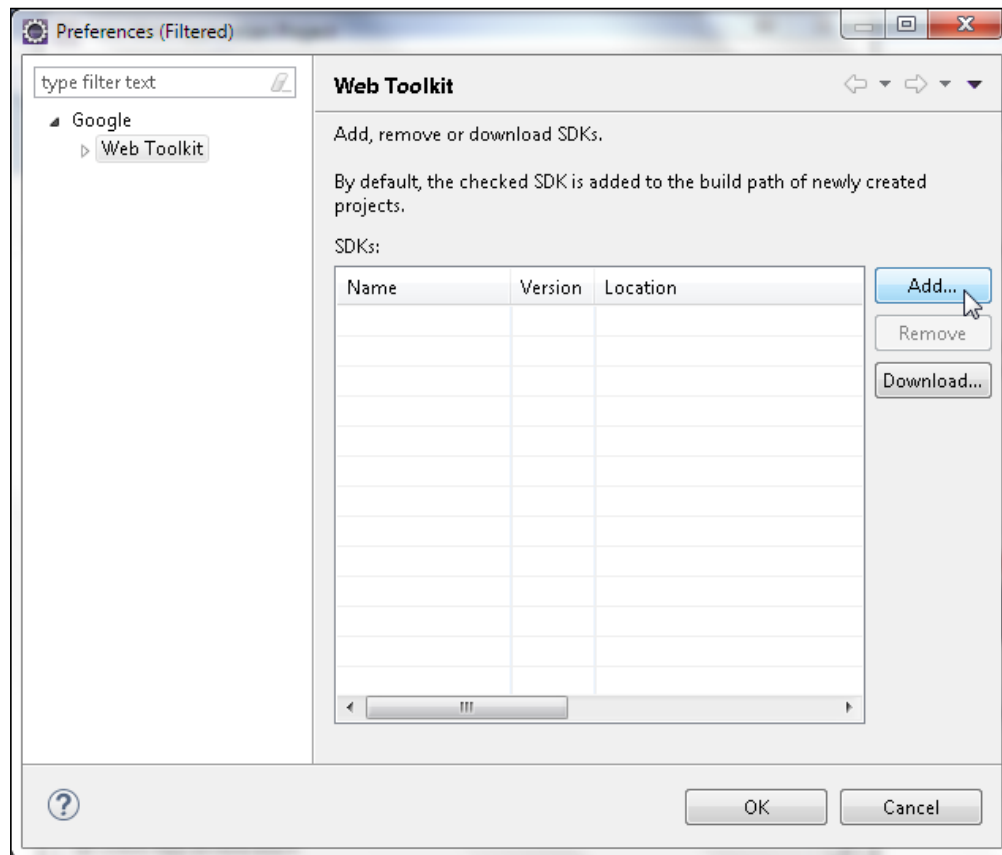 Preferences (Filtered)
type filter text
Google
Web Toolkit
Web Toolkit
Add, remove or download SDKs.
By default, the checked SDK is added to the build path of newly created
projects.
SDKs:
Name Version Location
Add...
Remove
Download...
OK
Cancel